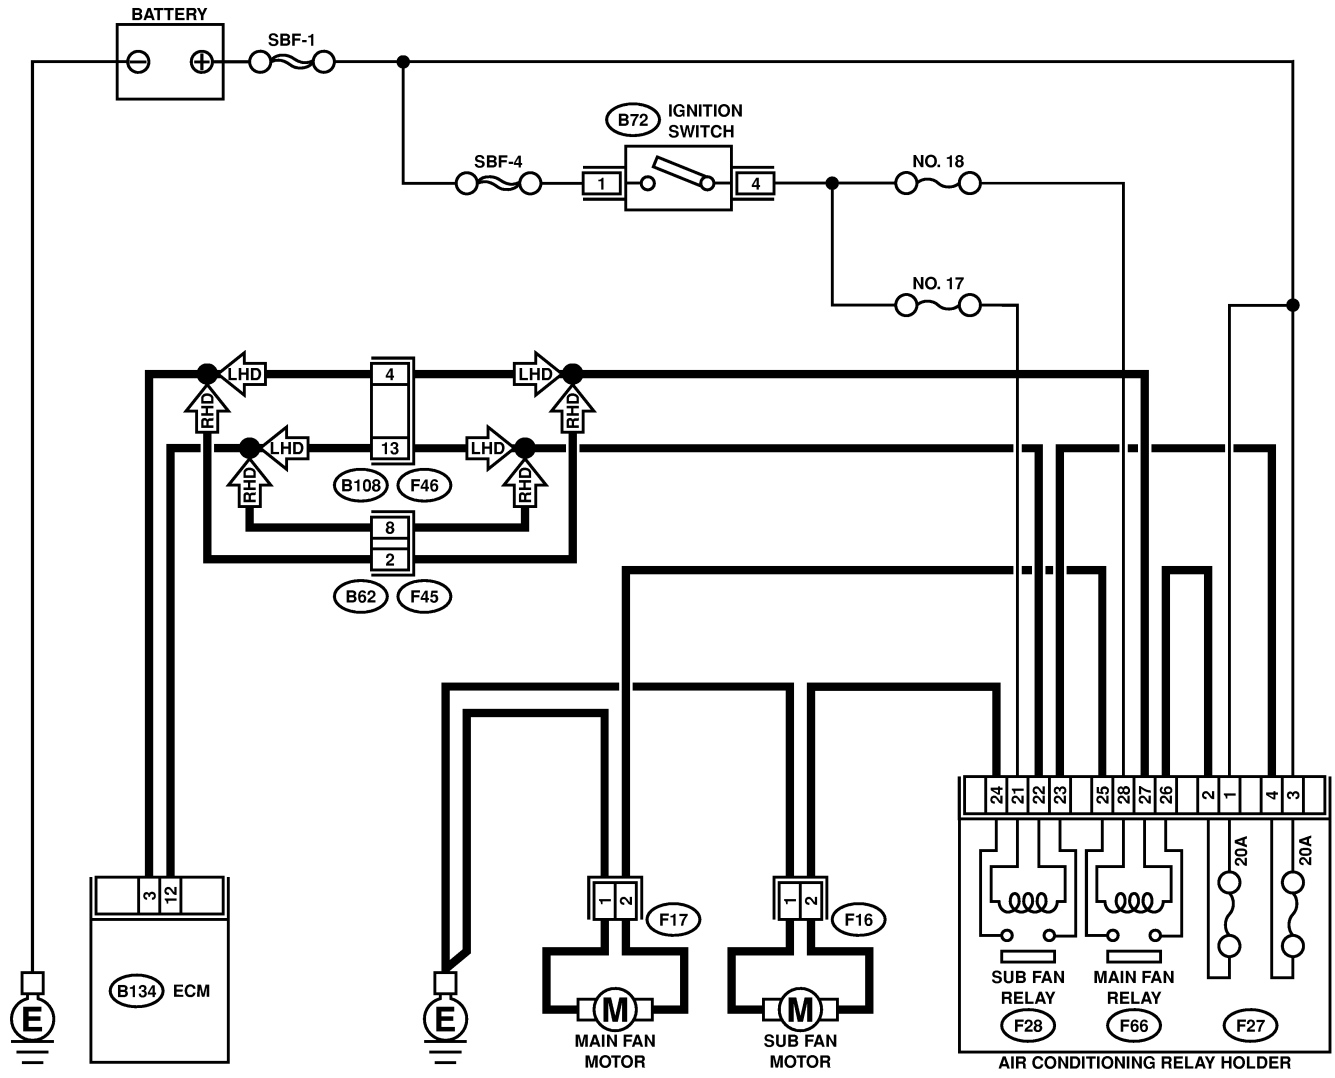 BATTERY
SBF-1
B72
IGNITION
SWITCH
SBF-4
1
4
NO. 18
NO. 17
LHD
4
LHD
RHD
RHD
LHD
13
LHD
RHD
RHD
B108
F46
8
2
B62
F45
24
21
22
23
25
28
27
26
2
1
4
3
20A
20A
3
12
1
2
F17
1
2
F16
SUB FAN
RELAY
F28
MAIN FAN
RELAY
F66
F27
B134
ECM
E
E
M
M
MAIN FAN
MOTOR
SUB FAN
MOTOR
AIR CONDITIONING RELAY HOLDER